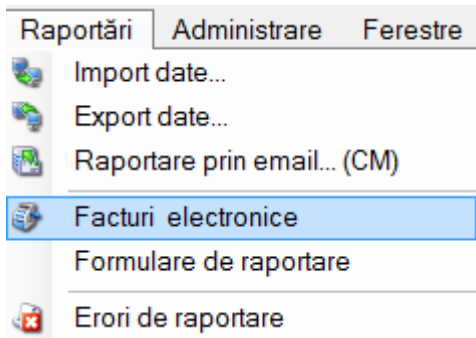 Raportări Administrare Ferestre
Import date...
Export date...
Raportare prin email... (CM)
Facturi electronice
Formulare de raportare
Erori de raportare